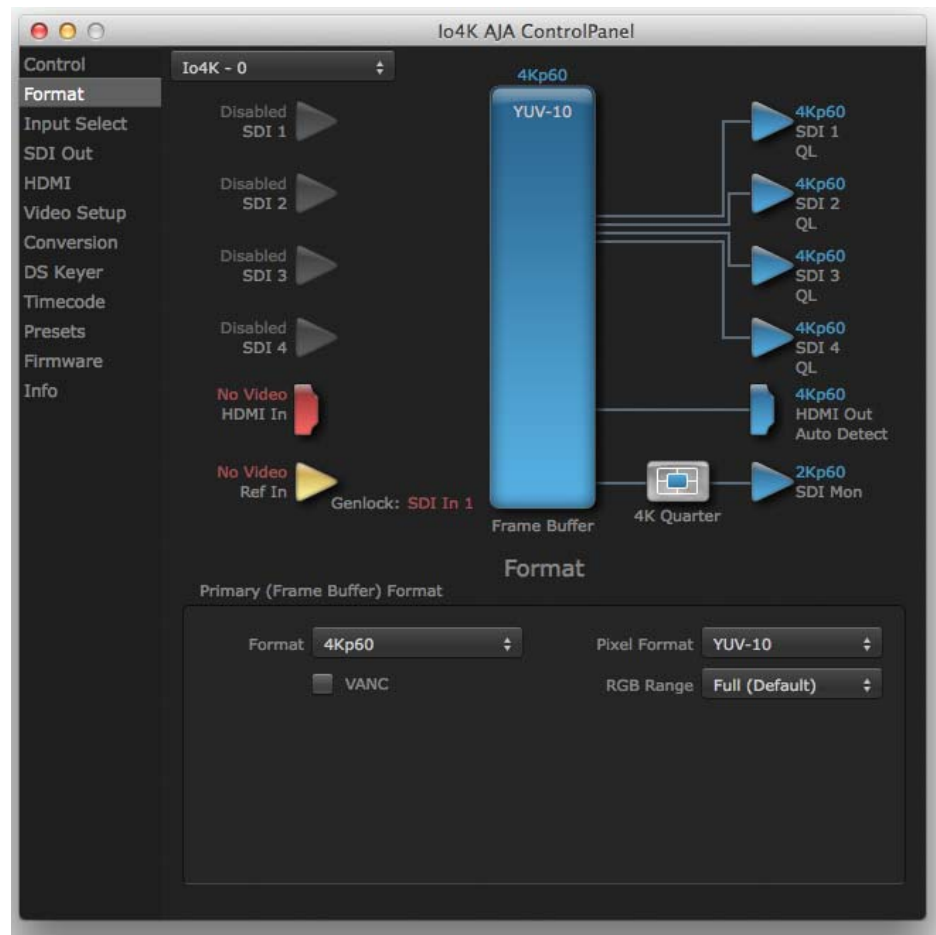 Io4K AJA ControlPanel
Control
Format
Input Select
SDI Out
HDMI
Video Setup
Conversion
DS Keyer
Timecode
Presets
Firmware
Info
Io4K - 0
4Kp60
YUV-10
Disabled
SDI 1
Disabled
SDI 2
Disabled
SDI 3
Disabled
SDI 4
No Video
HDMI In
No Video
Ref In
Genlock: SDI In 1
Frame Buffer
4K Quarter
4Kp60
SDI 1
QL
4Kp60
SDI 2
QL
4Kp60
SDI 3
QL
4Kp60
SDI 4
QL
4Kp60
HDMI Out
Auto Detect
2Kp60
SDI Mon
Format
Primary (Frame Buffer) Format
Format 4Kp60
VANC
Pixel Format YUV-10
RGB Range Full (Default)